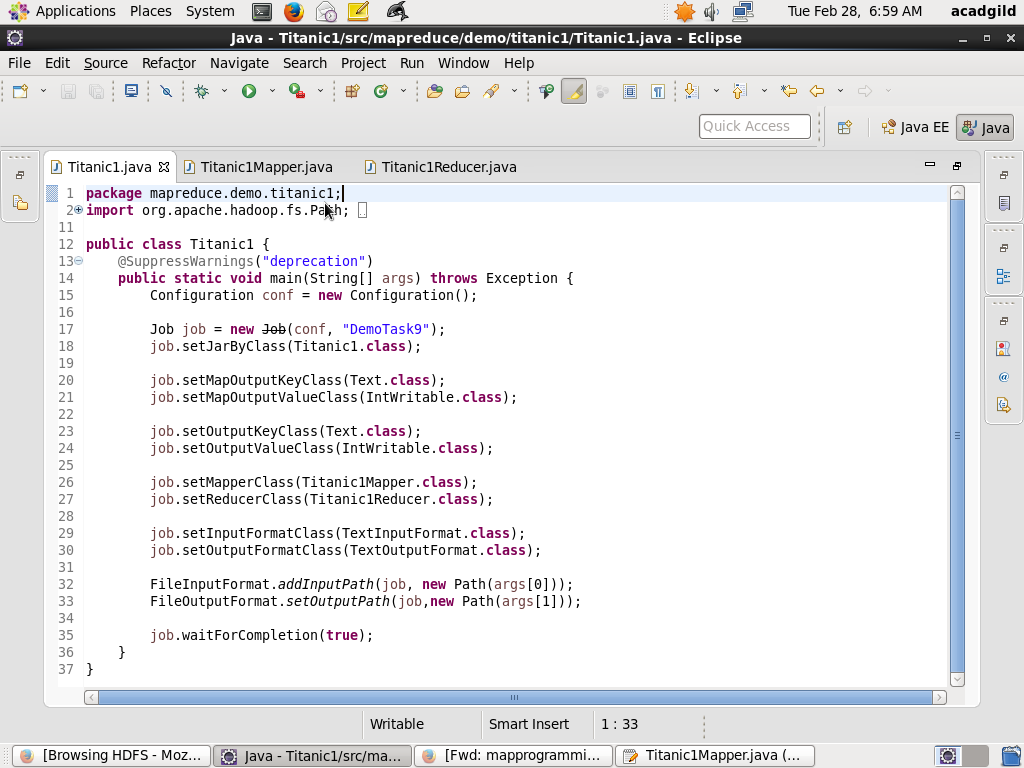 Applications Places System Tue Feb 28, 6:59 AM acadgild
Java - Titanic1/src/mapreduce/demo/titanic1/Titanic1.java - Eclipse
File Edit Source Refactor Navigate Search Project Run Window Help
Quick Access Java EE Java
Titanic1.java Titanic1Mapper.java Titanic1Reducer.java
1 package mapreduce.demo.titanic1;
2 import org.apache.hadoop.fs.Path;
11
12 public class Titanic1 {
13 @SuppressWarnings("deprecation")
14 public static void main(String[] args) throws Exception {
15 Configuration conf = new Configuration();
16
17 Job job = new Job(conf, "DemoTask9");
18 job.setJarByClass(Titanic1.class);
19
20 job.setMapOutputKeyClass(Text.class);
21 job.setMapOutputValueClass(IntWritable.class);
22
23 job.setOutputKeyClass(Text.class);
24 job.setOutputValueClass(IntWritable.class);
25
26 job.setMapperClass(Titanic1Mapper.class);
27 job.setReducerClass(Titanic1Reducer.class);
28
29 job.setInputFormatClass(TextInputFormat.class);
30 job.setOutputFormatClass(TextOutputFormat.class);
31
32 FileInputFormat.addInputPath(job, new Path(args[0]));
33 FileOutputFormat.setOutputPath(job,new Path(args[1]));
34
35 job.waitForCompletion(true);
36 }
37 }
Writable Smart Insert 1 : 33
[Browsing HDFS - Moz... Java - Titanic1/src/ma... [Fwd: mapprogrammi... Titanic1Mapper.java (...